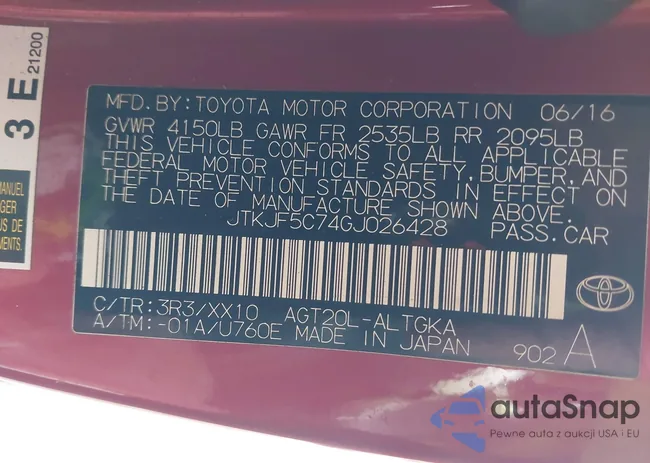 3 E
21200
MANUEL
GER
US DE
MENTS.
MFD. BY: TOYOTA MOTOR CORPORATION 06/16
GVWR 4150LB GAWR FR 2535LB RR 2095LB
THIS VEHICLE CONFORMS TO ALL APPLICABLE
FEDERAL MOTOR VEHICLE SAFETY, BUMPER, AND
THEFT PREVENTION STANDARDS IN EFFECT ON
THE DATE OF MANUFACTURE SHOWN ABOVE.
JTKJF5C74GJ026428
C/TR: 3R3/XX10 AGT20L-ALTGKA
A/TM: -01A/U760E MADE IN JAPAN 902 A
autaSnap
Pewne auta z aukcji USA i EU